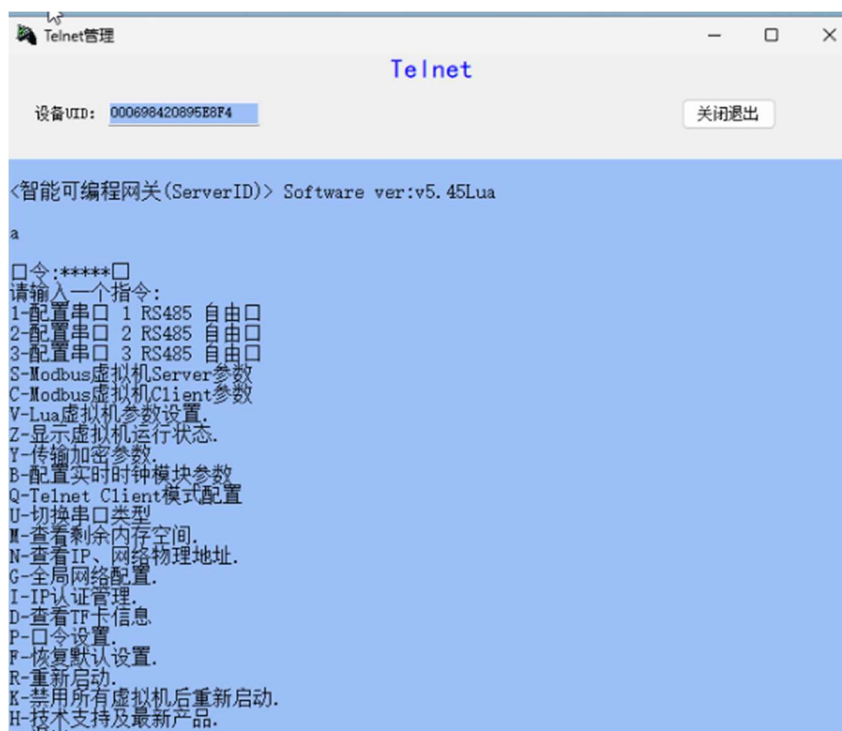 Telnet管理
Telnet
设备UID: 000698420895E8F4
关闭退出
<智能可编程网关(ServerID)> Software ver:v5.45Lua
a
口令:*****口
请输入一个指令:
1-配置串口 1 RS485 自由口
2-配置串口 2 RS485 自由口
3-配置串口 3 RS485 自由口
S-Modbus虚拟机Server参数
C-Modbus虚拟机Client参数
V-Lua虚拟机参数设置.
Z-显示虚拟机运行状态.
Y-传输加密参数.
B-配置实时时钟模块参数
Q-Telnet Client模式配置
U-切换串口类型
M-查看剩余内存空间.
N-查看IP、网络物理地址.
G-全局网络配置.
I-IP认证管理.
D-查看TF卡信息
P-口令设置.
F-恢复默认设置.
R-重新启动.
K-禁用所有虚拟机后重新启动.
H-技术支持及最新产品.